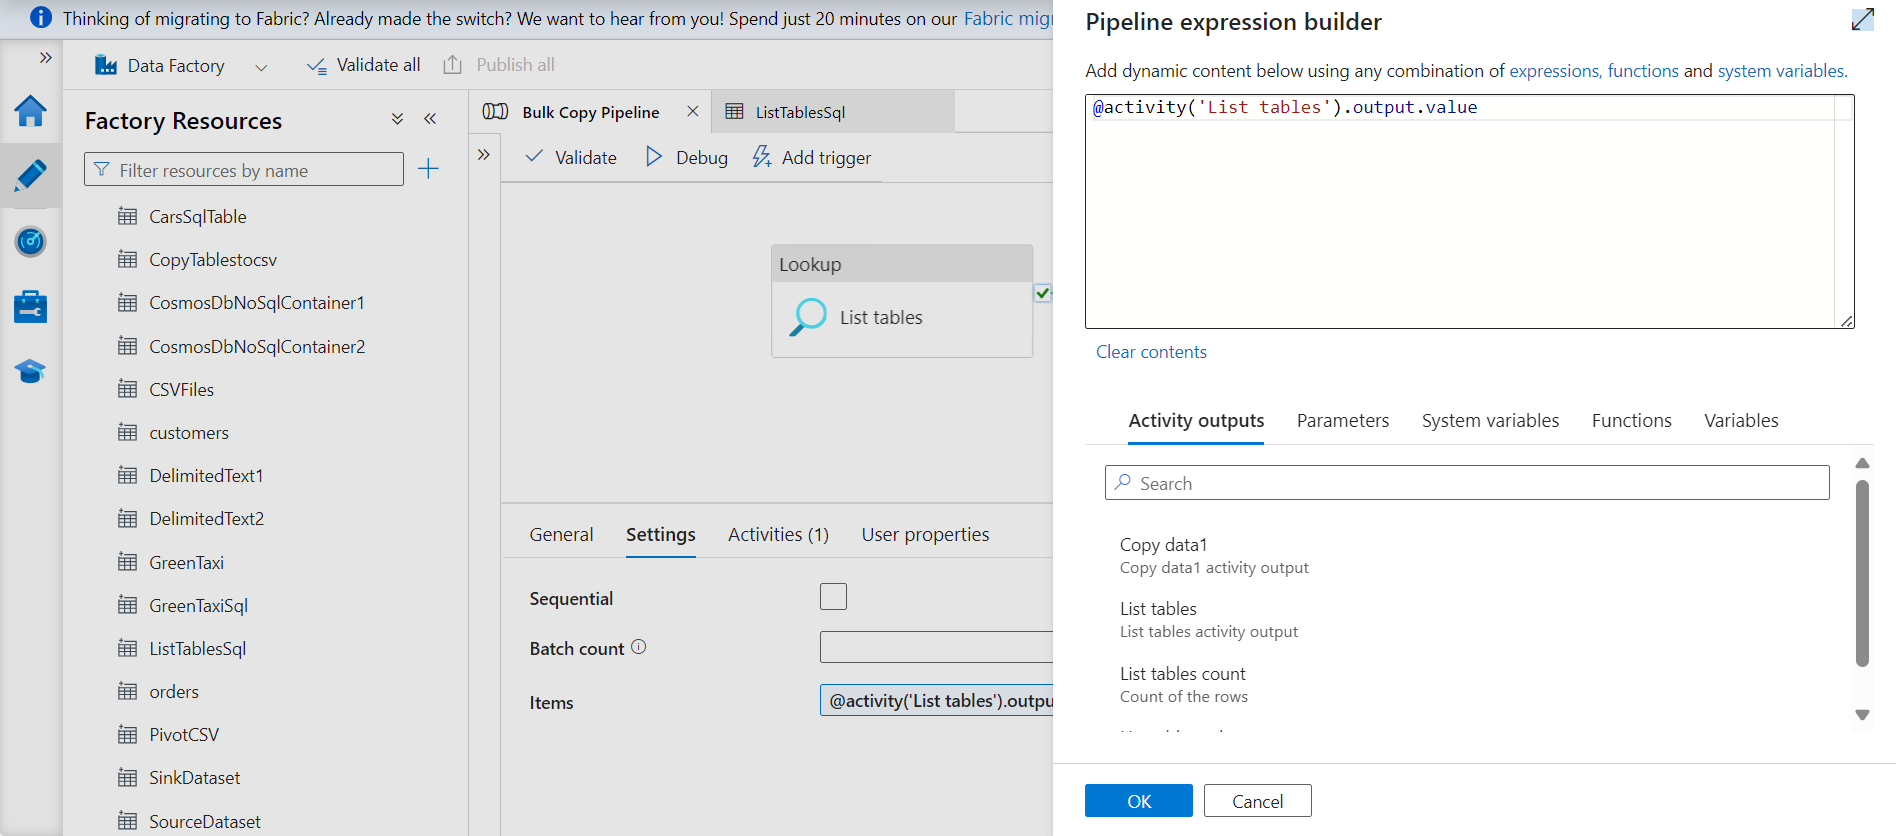 Thinking of migrating to Fabric? Already made the switch? We want to hear from you! Spend just 20 minutes on our Fabric migr
Data Factory
Validate all
Publish all
Factory Resources
Filter resources by name
CarsSqlTable
CopyTablestocsv
CosmosDbNoSqlContainer1
CosmosDbNoSqlContainer2
CSVFiles
customers
DelimitedText1
DelimitedText2
GreenTaxi
GreenTaxiSql
ListTablesSql
orders
PivotCSV
SinkDataset
SourceDataset
Bulk Copy Pipeline
ListTablesSql
Validate
Debug
Add trigger
Lookup
List tables
General
Settings
Activities (1)
User properties
Sequential
Batch count
Items
@activity('List tables').outpu
Pipeline expression builder
Add dynamic content below using any combination of expressions, functions and system variables.
@activity('List tables').output.value
Clear contents
Activity outputs
Parameters
System variables
Functions
Variables
Search
Copy data1
Copy data1 activity output
List tables
List tables activity output
List tables count
Count of the rows
OK
Cancel